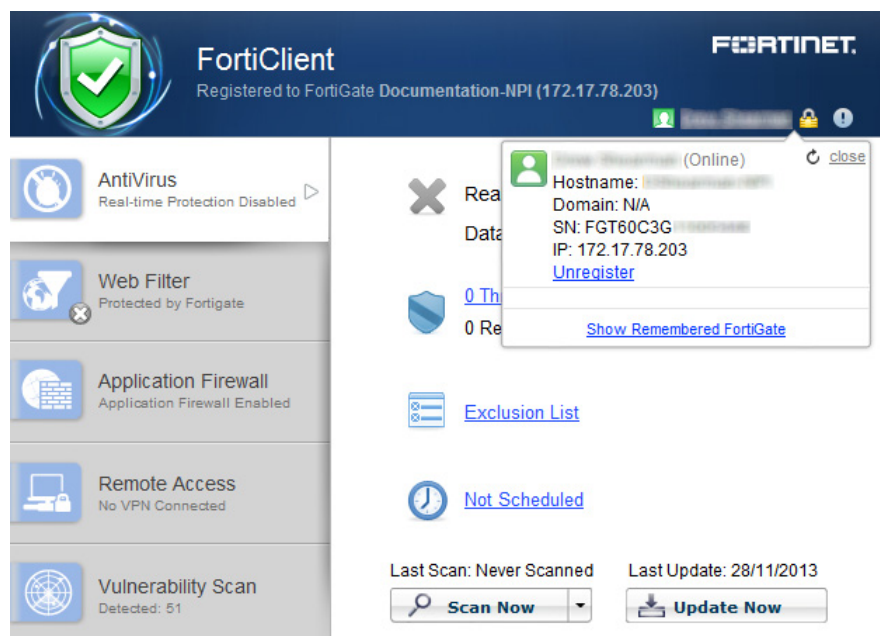 FortiClient
FORTINET
Registered to FortiGate Documentation-NPI (172.17.78.203)
(Online)
close
Hostname:
Domain: N/A
SN: FGT60C3G
IP: 172.17.78.203
Unregister
Show Remembered FortiGate
AntiVirus
Real-time Protection Disabled
Web Filter
Protected by Fortigate
Application Firewall
Application Firewall Enabled
Remote Access
No VPN Connected
Vulnerability Scan
Detected: 51
Rea
Data
0 Th
0 Re
Exclusion List
Not Scheduled
Last Scan: Never Scanned
Last Update: 28/11/2013
Scan Now
Update Now